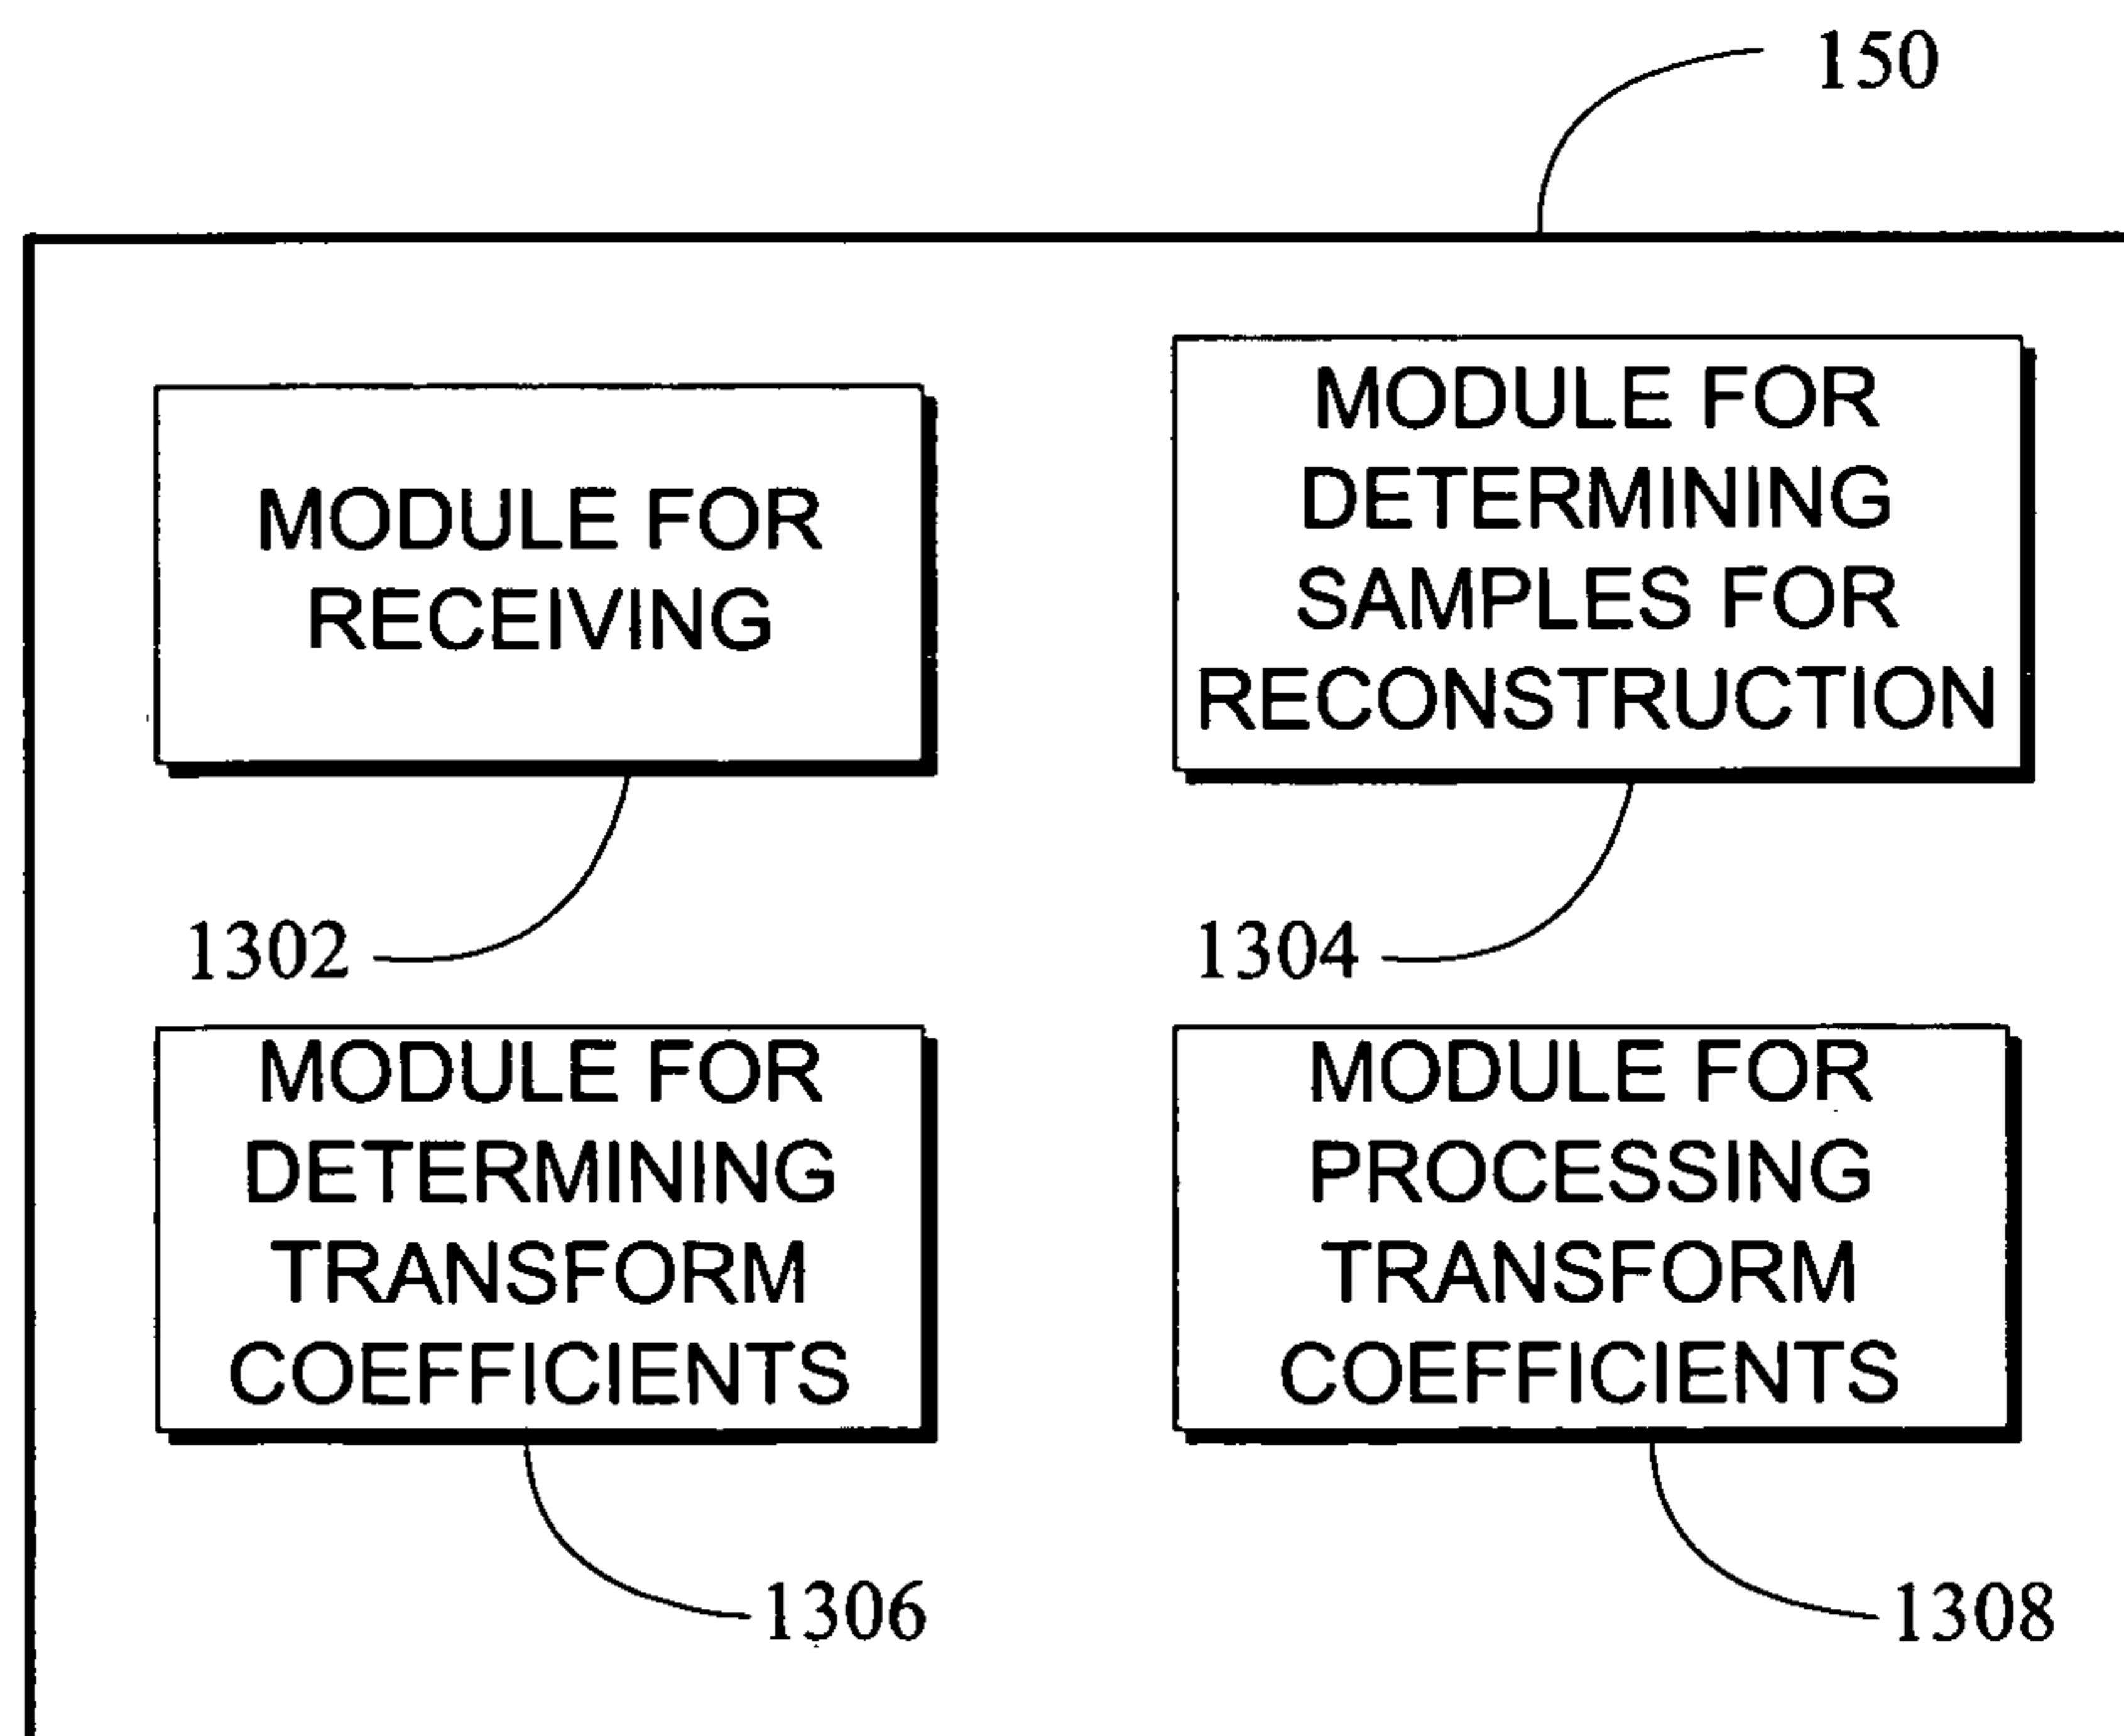 150
MODULE FOR
RECEIVING
1302
MODULE FOR
DETERMINING
SAMPLES FOR
RECONSTRUCTION
1304
MODULE FOR
DETERMINING
TRANSFORM
COEFFICIENTS
1306
MODULE FOR
PROCESSING
TRANSFORM
COEFFICIENTS
1308